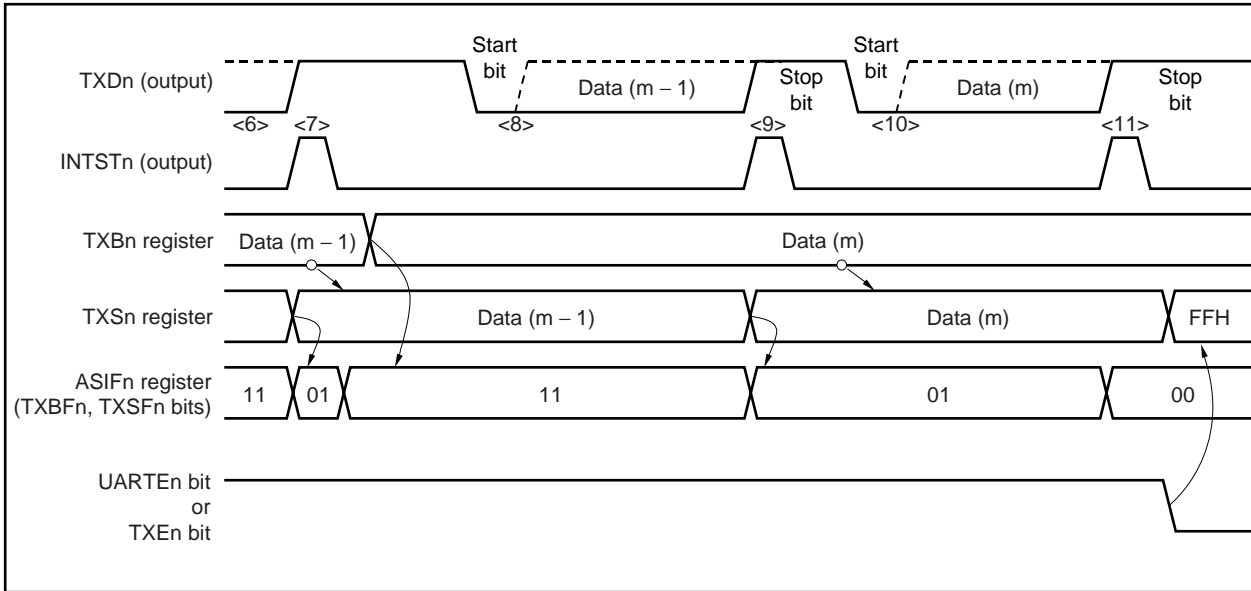 TXDn (output)
Start
bit
Data (m − 1)
Stop
bit
Start
bit
Data (m)
Stop
bit
<6>
<7>
<8>
<9>
<10>
<11>
INTSTn (output)
TXBn register
Data (m − 1)
Data (m)
TXSn register
Data (m − 1)
Data (m)
FFH
ASIFn register
(TXBFn, TXSFn bits)
11
01
11
01
00
UARTEn bit
or
TXEn bit